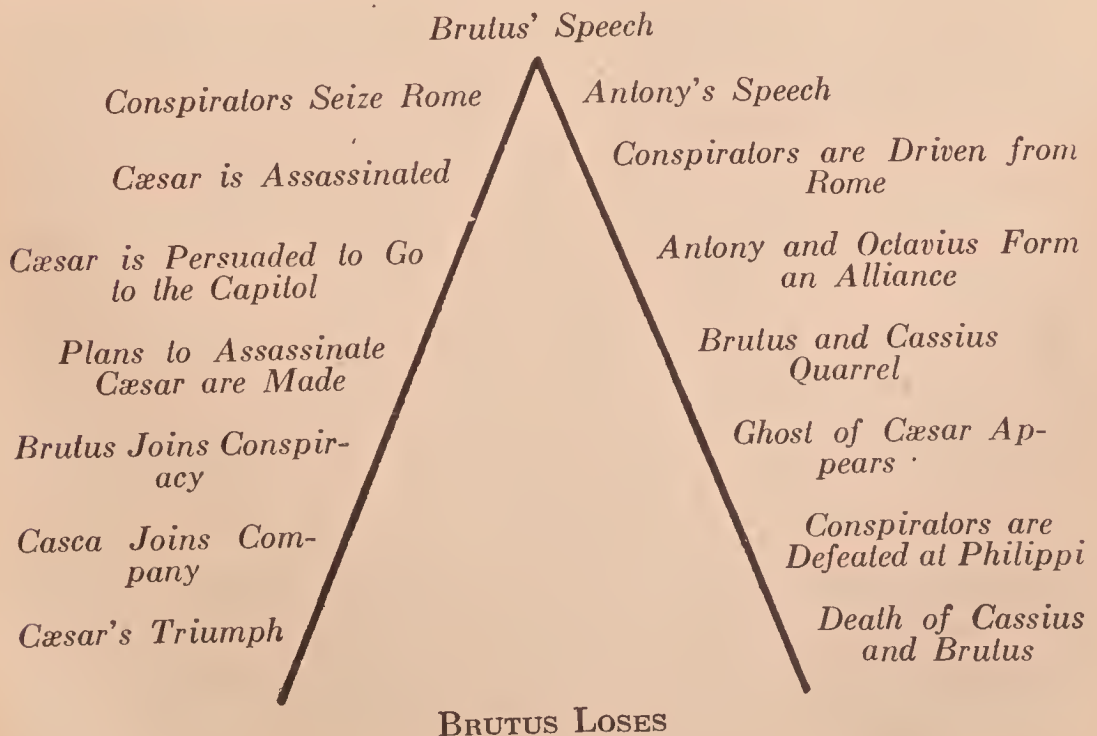 Brutus' Speech
Conspirators Seize Rome
Cæsar is Assassinated
Cæsar is Persuaded to Go
to the Capitol
Plans to Assassinate
Cæsar are Made
Brutus Joins Conspir-
acy
Casca Joins Com-
pany
Cæsar's Triumph
Antony's Speech
Conspirators are Driven from
Rome
Antony and Octavius Form
an Alliance
Brutus and Cassius
Quarrel
Ghost of Cæsar Ap-
pears
Conspirators are
Defeated at Philippi
Death of Cassius
and Brutus
BRUTUS LOSES